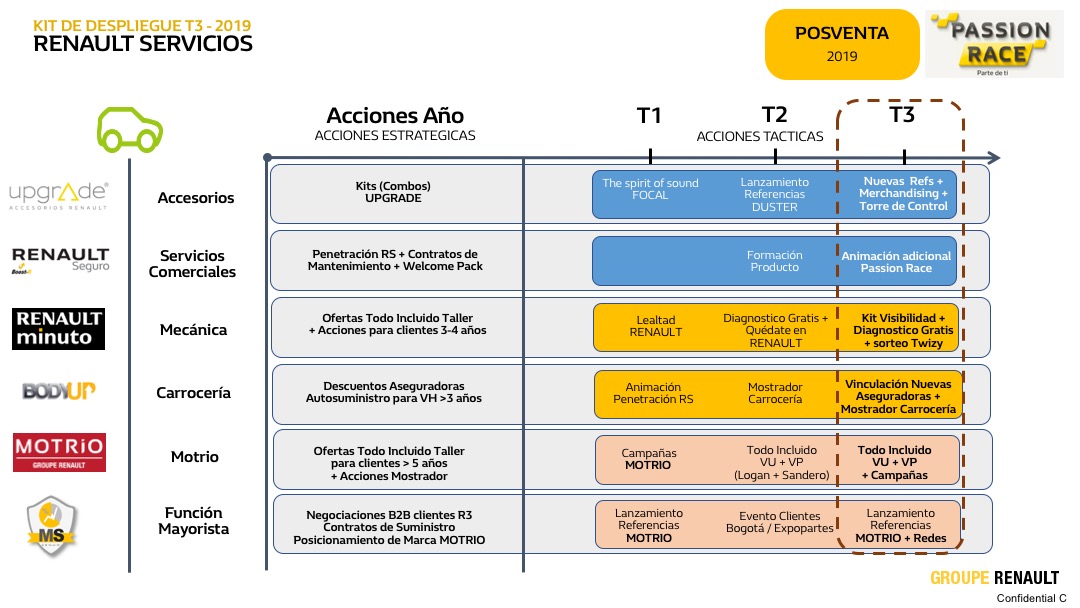 KIT DE DESPLIEGUE T3 - 2019
RENAULT SERVICIOS
POSVENTA
2019
PASSION
RACE
Parte de ti
Acciones Año
ACCIONES ESTRATEGICAS
T1
T2
T3
ACCIONES TACTICAS
upgrade®
ACCESORIOS RENAULT
Accesorios
Kits (Combos)
UPGRADE
The spirit of sound
FOCAL
Lanzamiento
Referencias
DUSTER
Nuevas Refs +
Merchandising +
Torre de Control
RENAULT
Seguro
Servicios
Comerciales
Penetración RS + Contratos de
Mantenimiento + Welcome Pack
Formación
Producto
Animación adicional
Passion Race
RENAULT
minuto
Mecánica
Ofertas Todo Incluido Taller
+ Acciones para clientes 3-4 años
Lealtad
RENAULT
Diagnostico Gratis +
Quédate en
RENAULT
Kit Visibilidad +
Diagnostico Gratis
+ sorteo Twizy
BODYUP
Carrocería
Descuentos Aseguradoras
Autosuministro para VH >3 años
Animación
Penetración RS
Mostrador
Carrocería
Vinculación Nuevas
Aseguradoras +
Mostrador Carrocería
MOTRiO
GROUPE RENAULT
Motrio
Ofertas Todo Incluido Taller
para clientes > 5 años
+ Acciones Mostrador
Campañas
MOTRIO
Todo Incluido
VU + VP
(Logan + Sandero)
Todo Incluido
VU + VP
+ Campañas
MS
Función
Mayorista
Negociaciones B2B clientes R3
Contratos de Suministro
Posicionamiento de Marca MOTRIO
Lanzamiento
Referencias
MOTRIO
Evento Clientes
Bogotá / Expopartes
Lanzamiento
Referencias
MOTRIO + Redes
GROUPE RENAULT
Confidential C